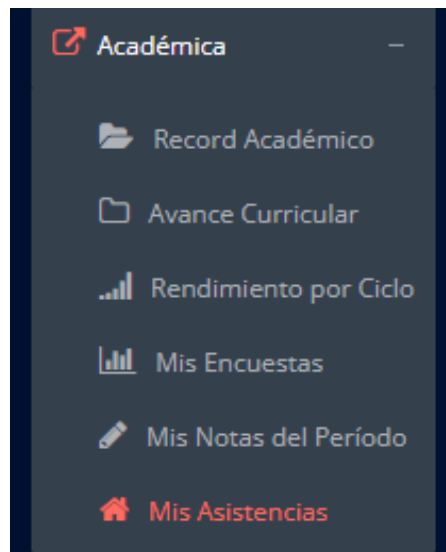 Académica –
Record Académico
Avance Curricular
Rendimiento por Ciclo
Mis Encuestas
Mis Notas del Período
Mis Asistencias